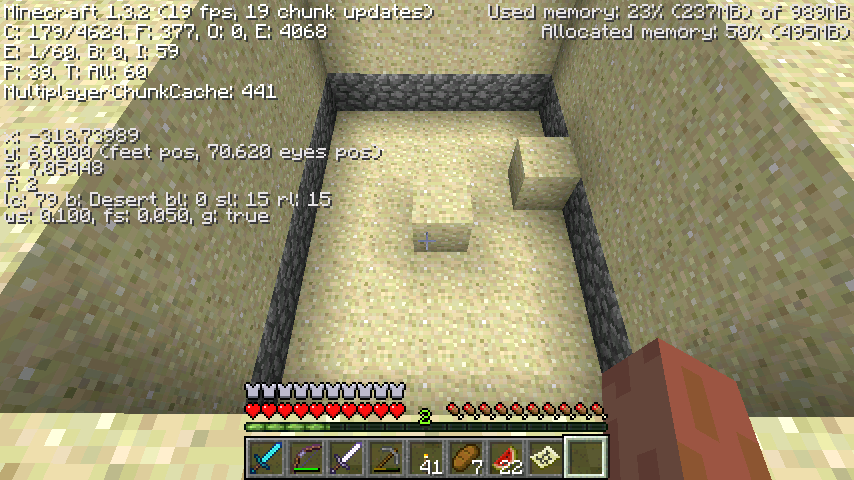 Minecraft 1.3.2 (19 fps, 19 chunk updates)
Used memory: 23% (237MB) of 989MB
C: 179/4624, F: 377, O: 0, E: 4068
Allocated memory: 50% (495MB)
E: 1/60. B: 0, I: 59
P: 39. T: All: 60
MultiplayerChunkCache: 441
x: -318.73989
y: 69.000 (feet pos, 70.620 eyes pos)
z: 7.05448
f: 2
lc: 79 b: Desert bl: 0 sl: 15 rl: 15
ws: 0.100, fs: 0.050, g: true
2
41
7
22